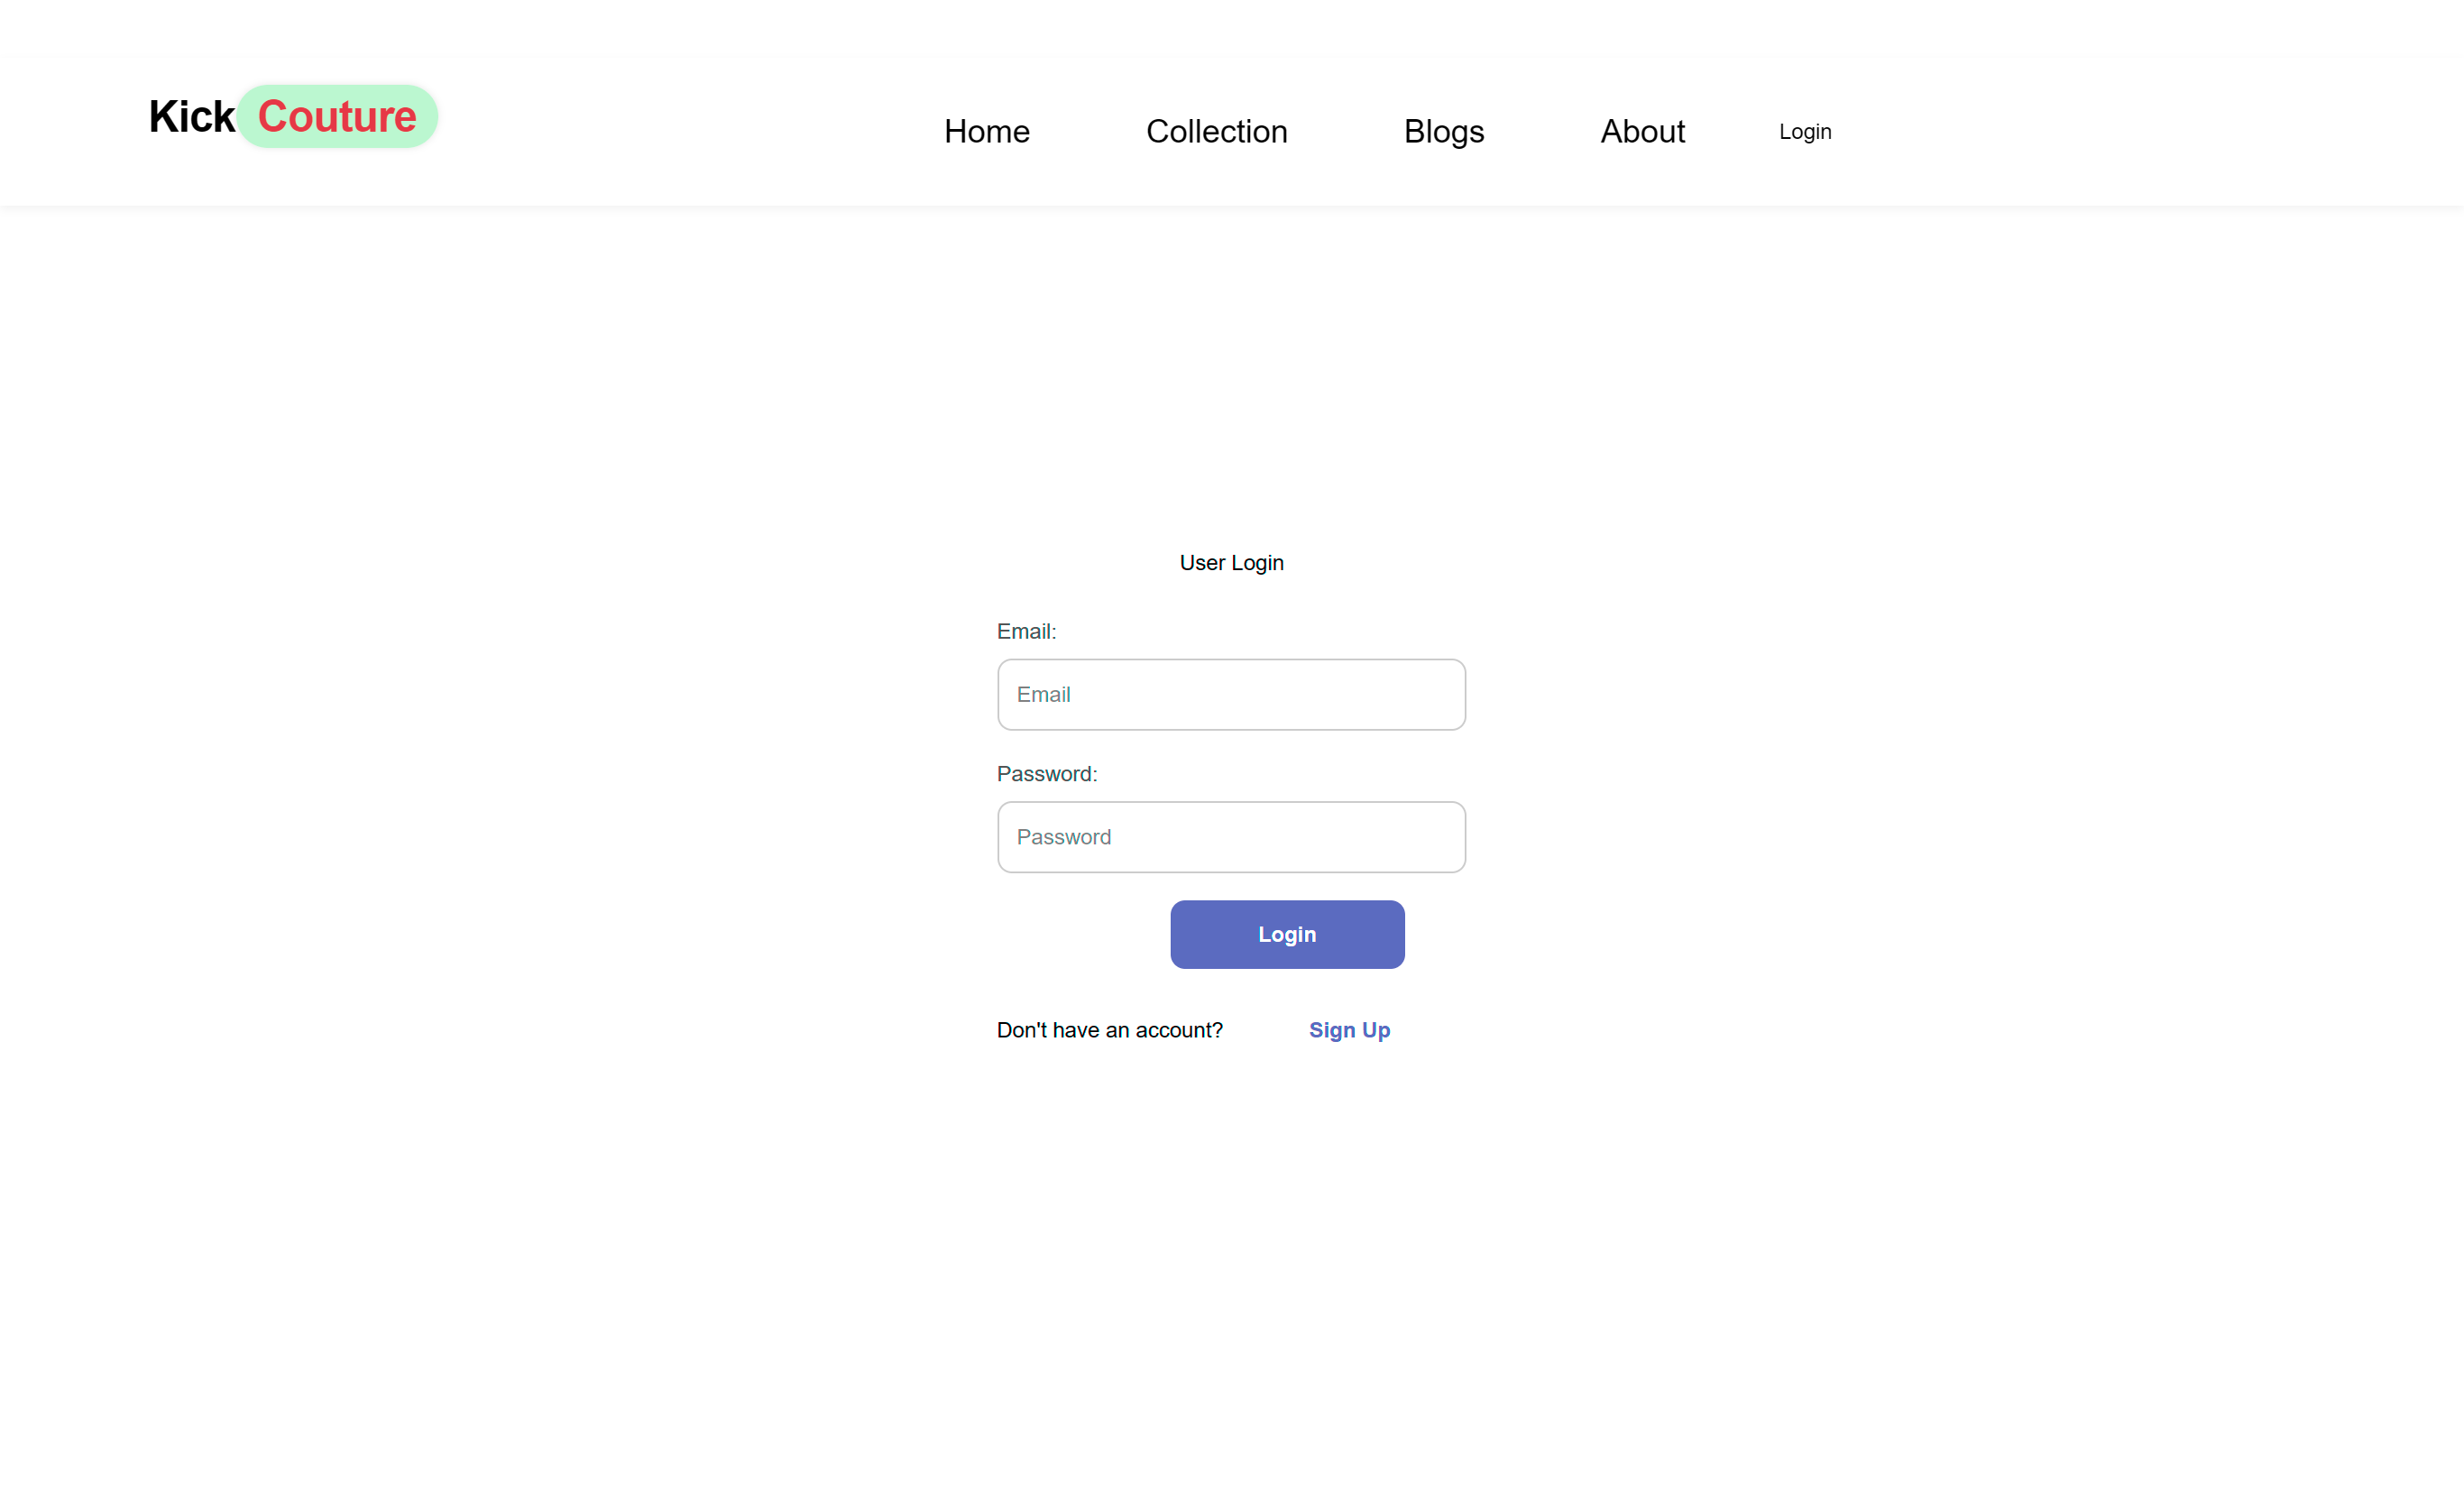 Kick Couture
Home Collection Blogs About Login
User Login
Email:
Email
Password:
Password
Login
Don't have an account? Sign Up